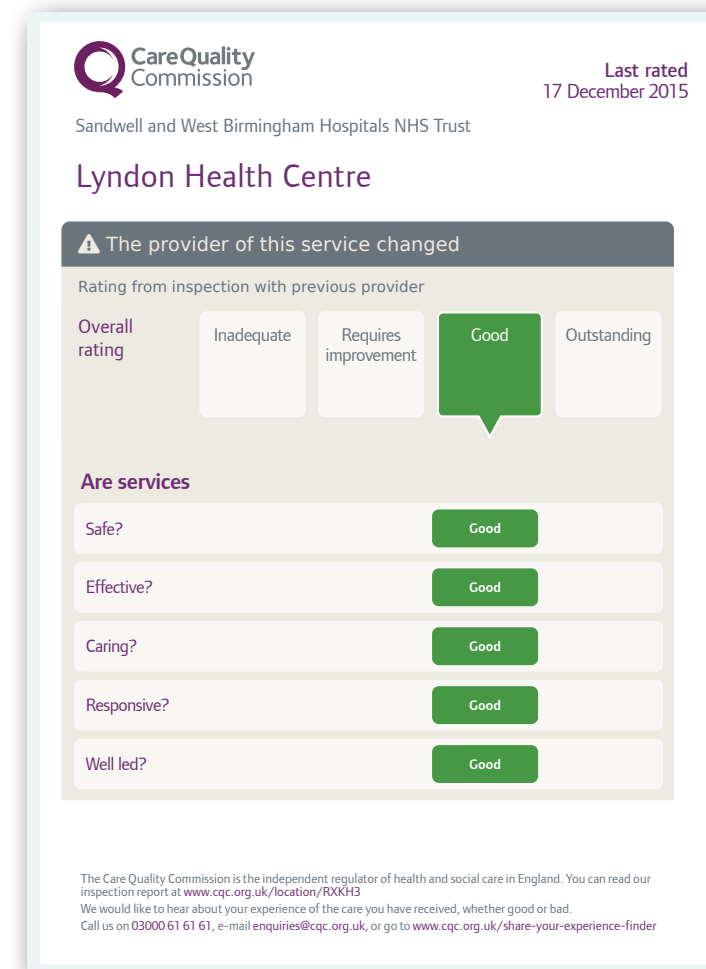 CareQuality
Commission
Last rated
17 December 2015
Sandwell and West Birmingham Hospitals NHS Trust
Lyndon Health Centre
The provider of this service changed
Rating from inspection with previous provider
Overall
rating
Inadequate
Requires
improvement
Good
Outstanding
Are services
Safe?
Good
Effective?
Good
Caring?
Good
Responsive?
Good
Well led?
Good
The Care Quality Commission is the independent regulator of health and social care in England. You can read our
inspection report at www.cqc.org.uk/location/RXKH3
We would like to hear about your experience of the care you have received, whether good or bad.
Call us on 03000 61 61 61, e-mail enquiries@cqc.org.uk, or go to www.cqc.org.uk/share-your-experience-finder